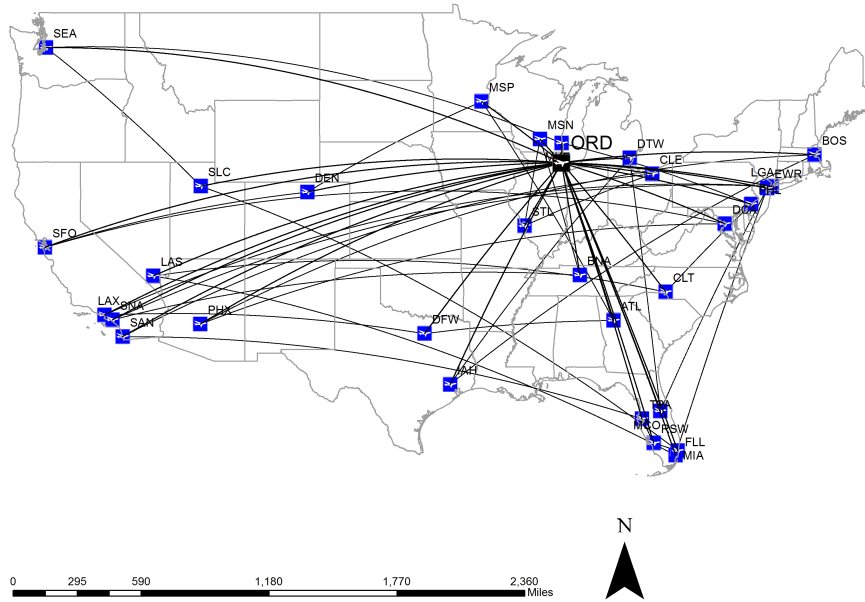 SEA
MSP
MSN
ORD
DTW
BOS
CLE
SLC
DEN
LGA
EWR
STL
SFO
LAS
BNA
CLT
LAX
SNA
SAN
PHX
DFW
ATL
IAH
TPA
MCO
RSW
FLL
MIA
N
0 295 590 1,180 1,770 2,360
Miles